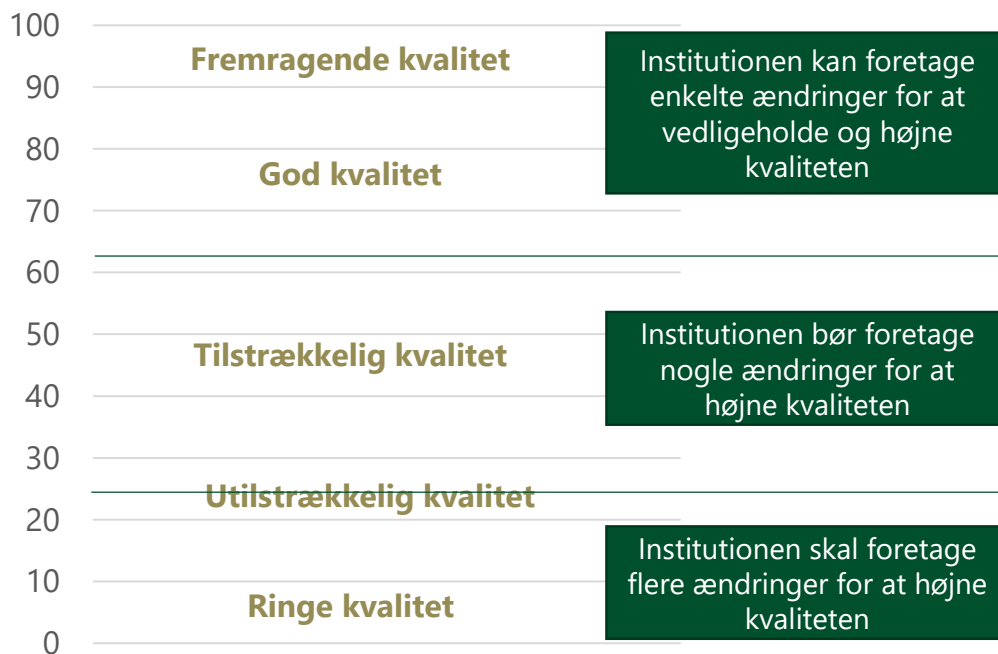 100
Fremragende kvalitet
90
80
God kvalitet
70
60
50
Tilstrækkelig kvalitet
40
30
Utilstrækkelig kvalitet
20
10
Ringe kvalitet
0
Institutionen kan foretage
enkelte ændringer for at
vedligeholde og højne
kvaliteten
Institutionen bør foretage
nogle ændringer for at
højne kvaliteten
Institutionen skal foretage
flere ændringer for at højne
kvaliteten